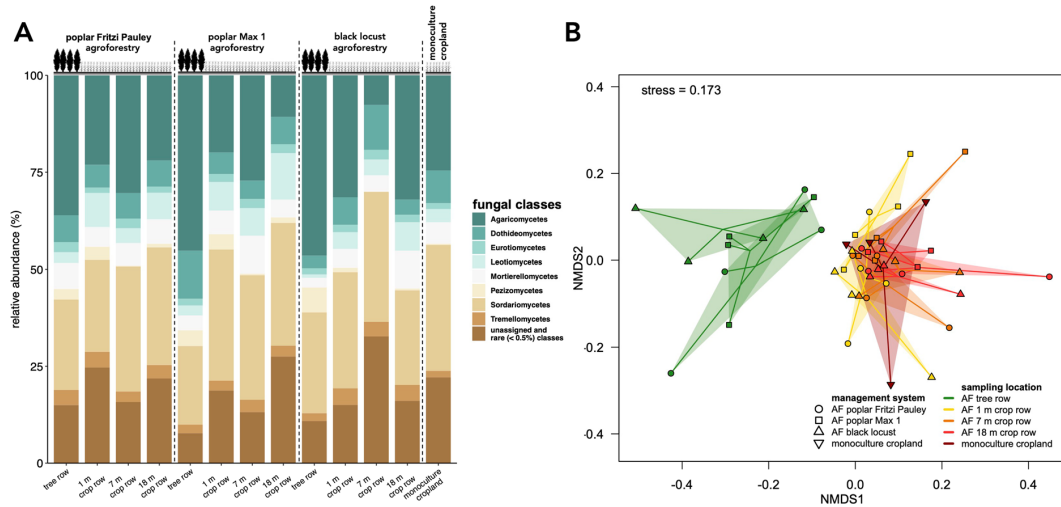 A
poplar Fritzi Pauley
agroforestry
poplar Max 1
agroforestry
black locust
agroforestry
monoculture
cropland
relative abundance (%)
100
75
50
25
0
tree row
1 m
crop row
7 m
crop row
18 m
crop row
tree row
1 m
crop row
7 m
crop row
18 m
crop row
tree row
1 m
crop row
7 m
crop row
18 m
crop row
monoculture
cropland
fungal classes
Agaricomycetes
Dothideomycetes
Eurotiomycetes
Leotiomycetes
Mortierellomycetes
Pezizomycetes
Sordariomycetes
Tremellomycetes
unassigned and
rare (< 0.5%) classes
B
stress = 0.173
NMDS2
0.4
0.2
0.0
-0.2
-0.4
-0.4
-0.2
0.0
0.2
0.4
NMDS1
management system
AF poplar Fritzi Pauley
AF poplar Max 1
AF black locust
monoculture cropland
sampling location
AF tree row
AF 1 m crop row
AF 7 m crop row
AF 18 m crop row
monoculture cropland